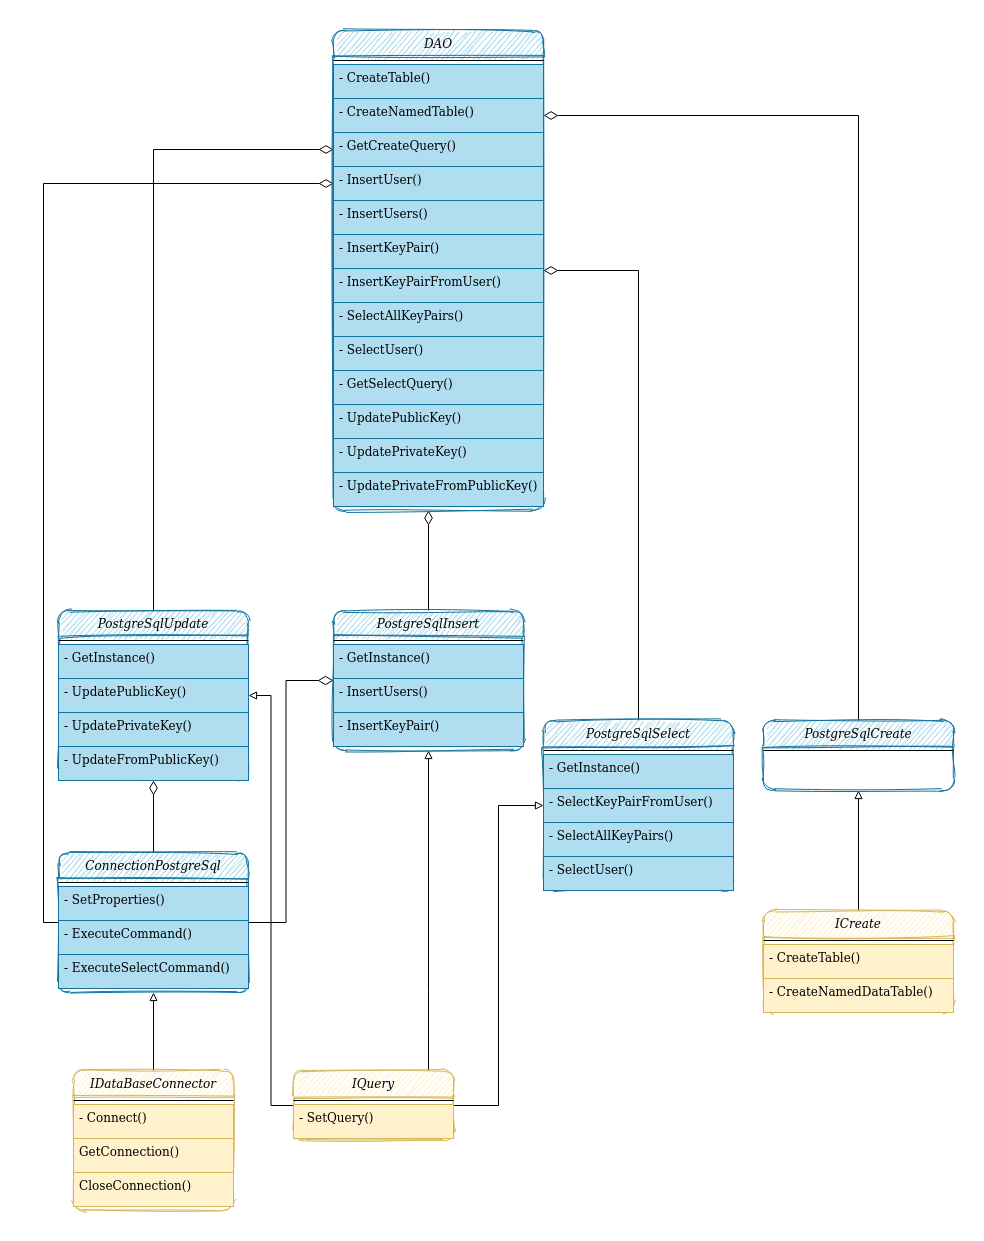 DAO
- CreateTable()
- CreateNamedTable()
- GetCreateQuery()
- InsertUser()
- InsertUsers()
- InsertKeyPair()
- InsertKeyPairFromUser()
- SelectAllKeyPairs()
- SelectUser()
- GetSelectQuery()
- UpdatePublicKey()
- UpdatePrivateKey()
- UpdatePrivateFromPublicKey()
PostgreSqlUpdate
- GetInstance()
- UpdatePublicKey()
- UpdatePrivateKey()
- UpdateFromPublicKey()
PostgreSqlInsert
- GetInstance()
- InsertUsers()
- InsertKeyPair()
PostgreSqlSelect
- GetInstance()
- SelectKeyPairFromUser()
- SelectAllKeyPairs()
- SelectUser()
PostgreSqlCreate
ConnectionPostgreSql
- SetProperties()
- ExecuteCommand()
- ExecuteSelectCommand()
ICreate
- CreateTable()
- CreateNamedDataTable()
IDataBaseConnector
- Connect()
GetConnection()
CloseConnection()
IQuery
- SetQuery()